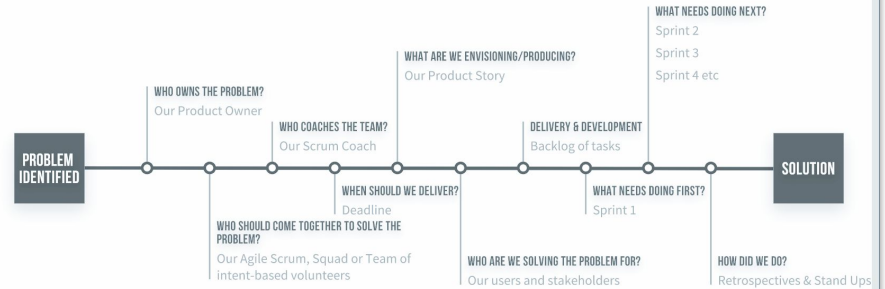 PROBLEM
IDENTIFIED
WHO OWNS THE PROBLEM?
Our Product Owner
WHO SHOULD COME TOGETHER TO SOLVE THE
PROBLEM?
Our Agile Scrum, Squad or Team of
intent-based volunteers
WHO COACHES THE TEAM?
Our Scrum Coach
WHEN SHOULD WE DELIVER?
Deadline
WHAT ARE WE ENVISIONING/PRODUCING?
Our Product Story
WHO ARE WE SOLVING THE PROBLEM FOR?
Our users and stakeholders
DELIVERY & DEVELOPMENT
Backlog of tasks
WHAT NEEDS DOING FIRST?
Sprint 1
WHAT NEEDS DOING NEXT?
Sprint 2
Sprint 3
Sprint 4 etc
HOW DID WE DO?
Retrospectives & Stand Ups
SOLUTION